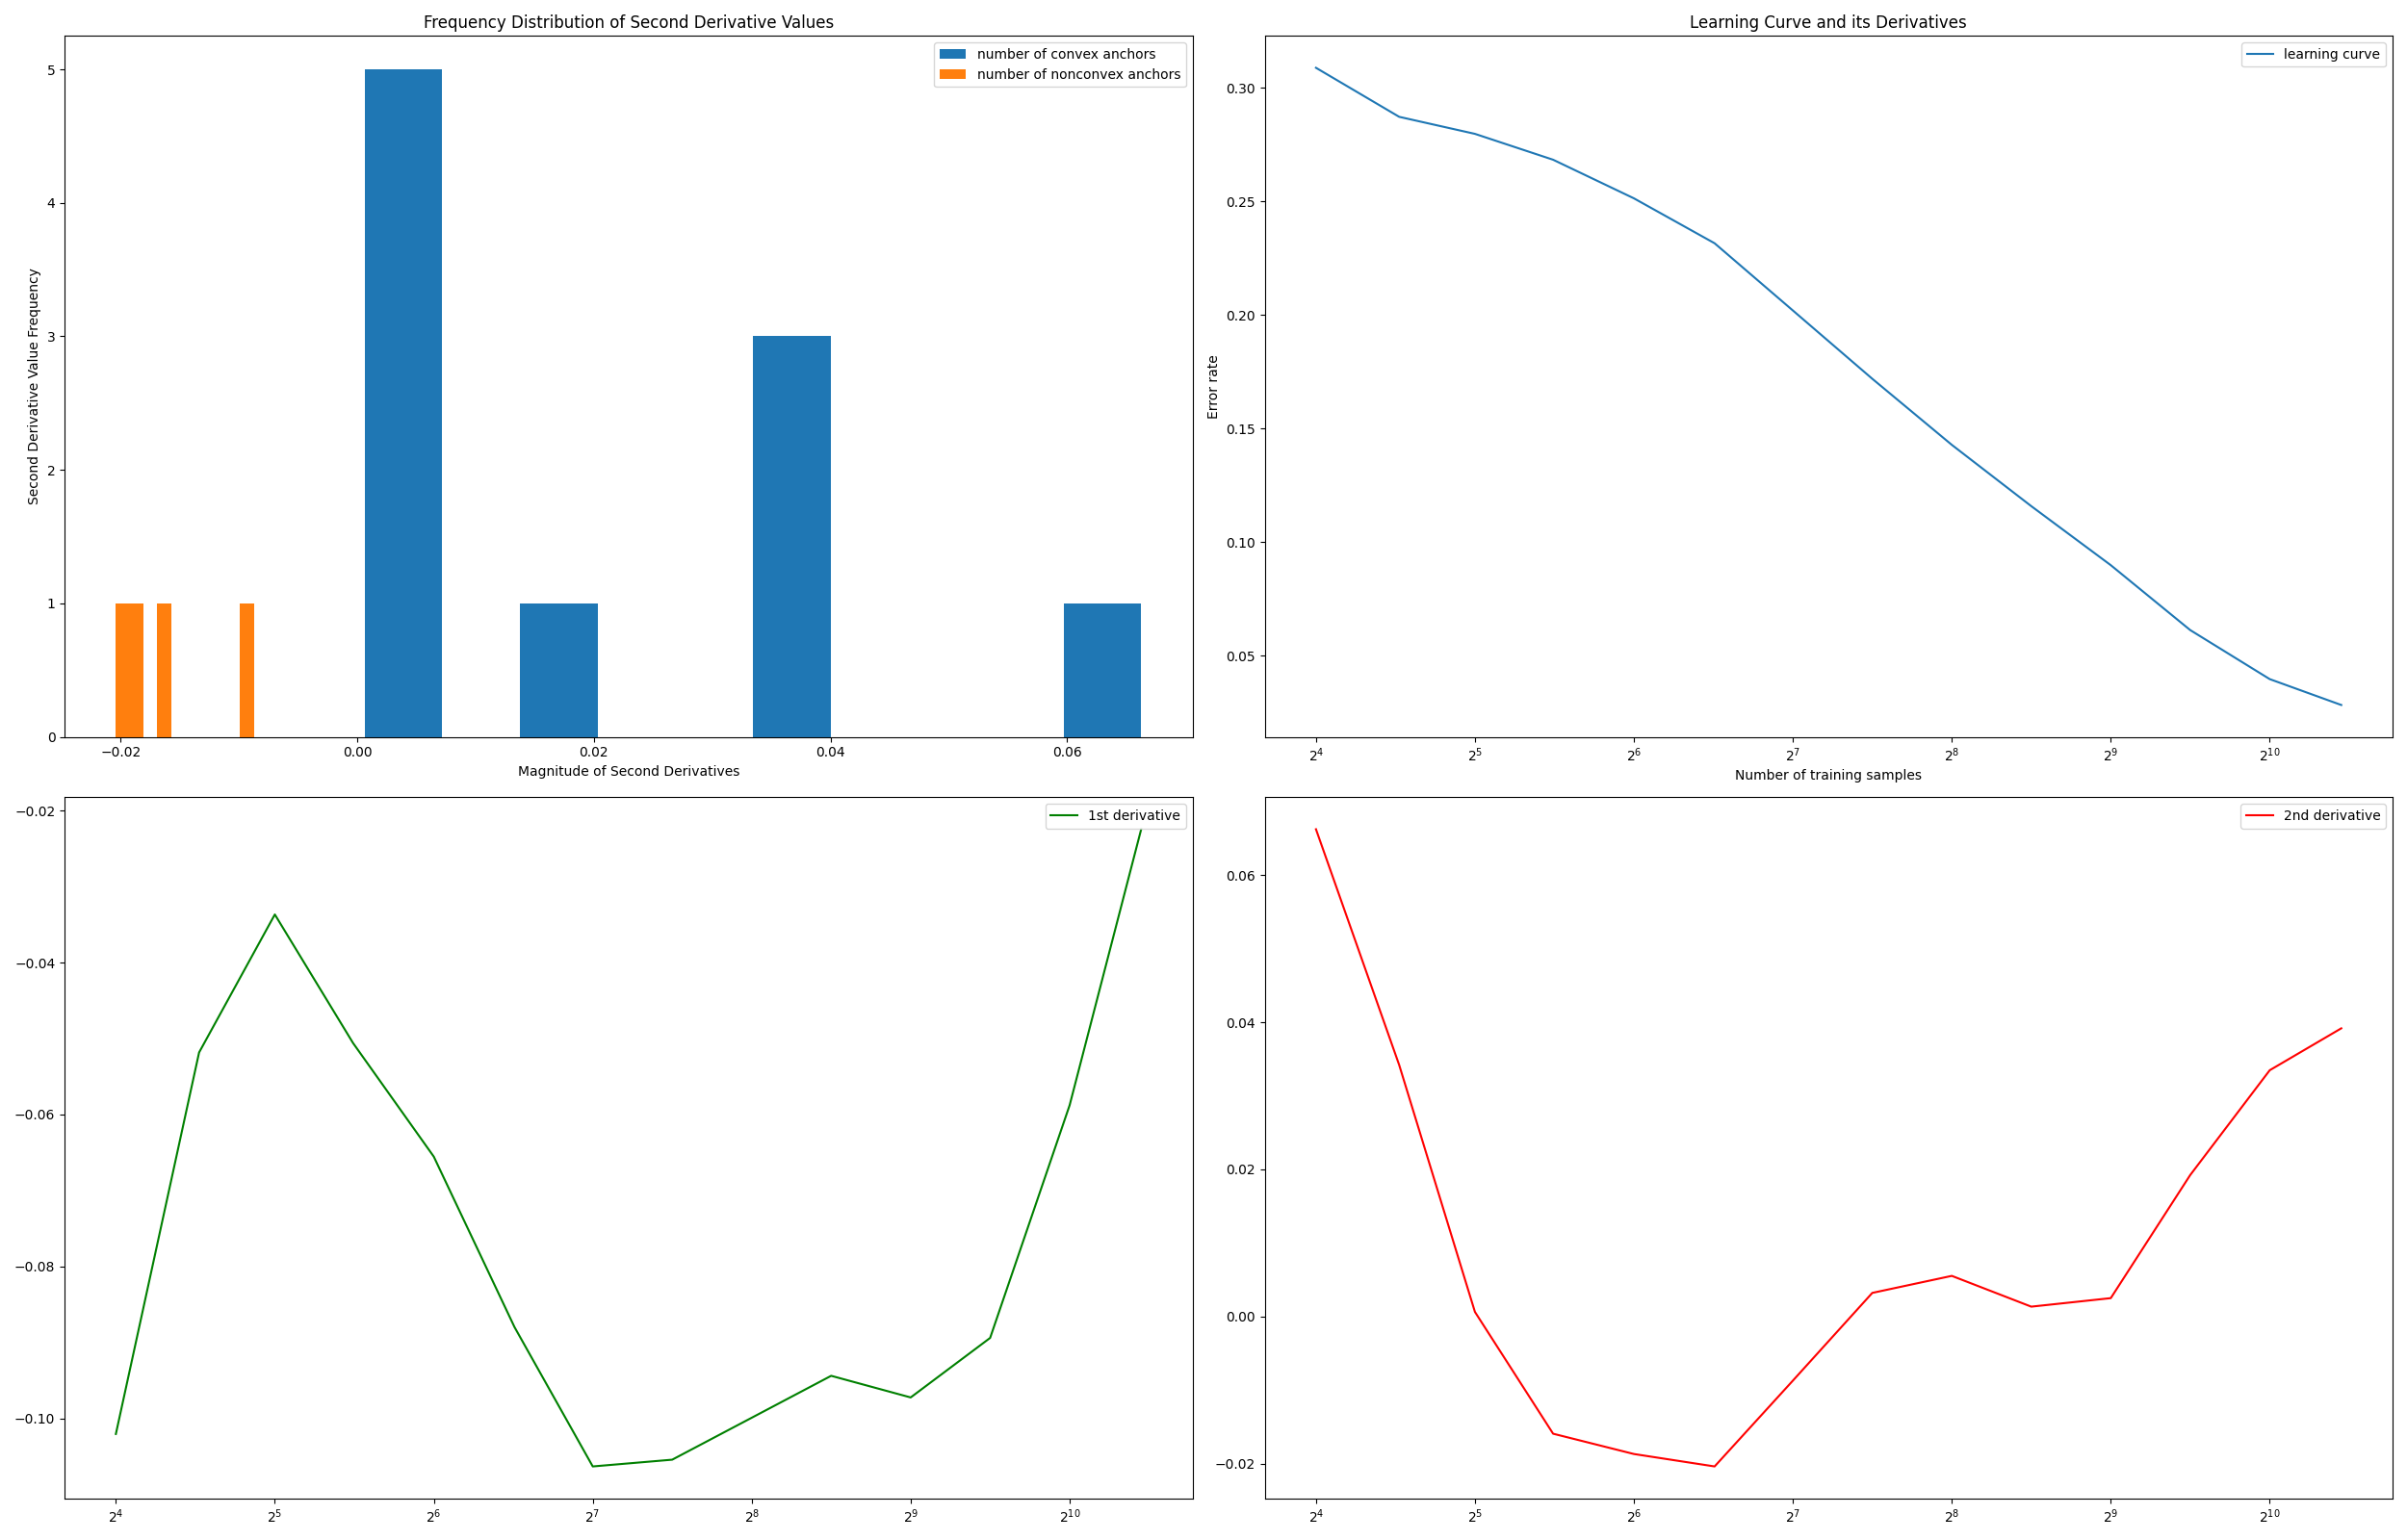 Frequency Distribution of Second Derivative Values
number of convex anchors
number of nonconvex anchors
Second Derivative Value Frequency
5
4
3
2
1
0
−0.02 0.00 0.02 0.04 0.06
Magnitude of Second Derivatives
Learning Curve and its Derivatives
learning curve
Error rate
0.30
0.25
0.20
0.15
0.10
0.05
2⁴ 2⁵ 2⁶ 2⁷ 2⁸ 2⁹ 2¹⁰
Number of training samples
1st derivative
−0.02
−0.04
−0.06
−0.08
−0.10
2⁴ 2⁵ 2⁶ 2⁷ 2⁸ 2⁹ 2¹⁰
2nd derivative
0.06
0.04
0.02
0.00
−0.02
2⁴ 2⁵ 2⁶ 2⁷ 2⁸ 2⁹ 2¹⁰